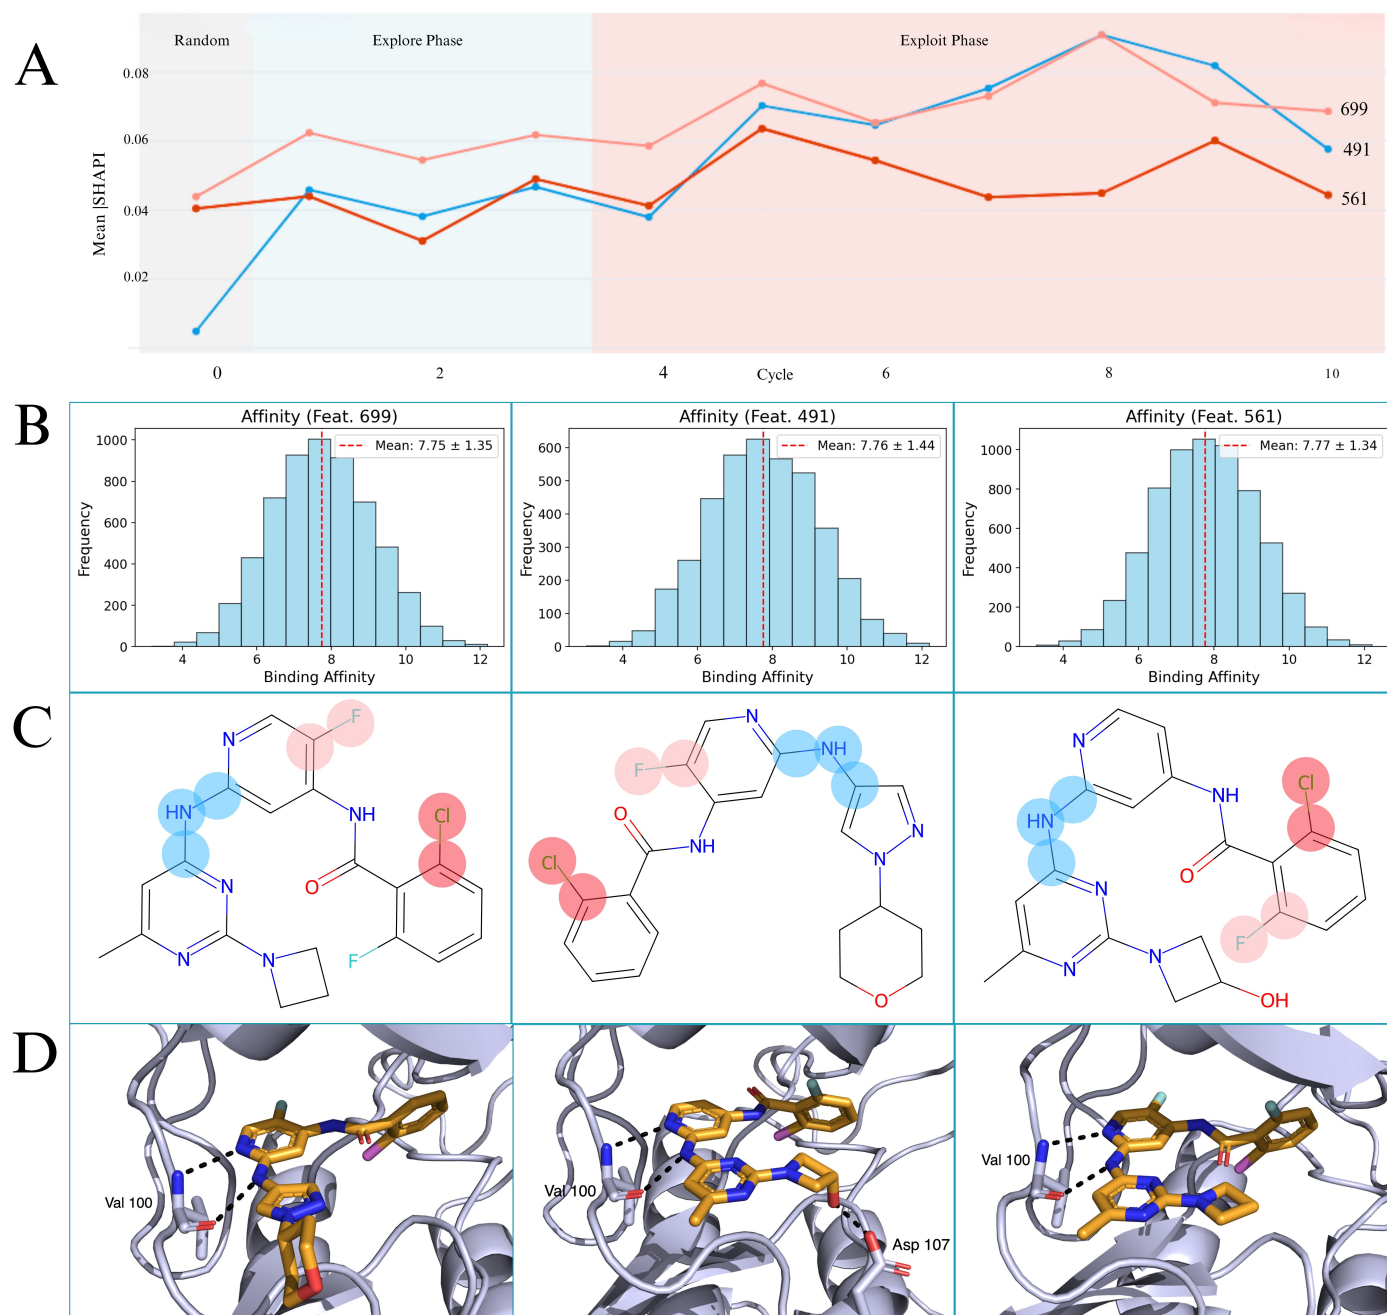 A
Random
Explore Phase
Exploit Phase
Mean |SHAPI
0.08
0.06
0.04
0.02
699
491
561
0
2
4
Cycle
6
8
10
B
Affinity (Feat. 699)
Mean: 7.75 ± 1.35
Frequency
1000
800
600
400
200
0
4
6
8
10
12
Binding Affinity
Affinity (Feat. 491)
Mean: 7.76 ± 1.44
Frequency
600
500
400
300
200
100
0
4
6
8
10
12
Binding Affinity
Affinity (Feat. 561)
Mean: 7.77 ± 1.34
Frequency
1000
800
600
400
200
0
4
6
8
10
12
Binding Affinity
C
F
N
HN
NH
Cl
O
N
N
N
F
N
NH
F
O
NH
Cl
N
N
O
N
Cl
NH
HN
O
N
F
N
N
OH
D
Val 100
Val 100
Asp 107
Val 100